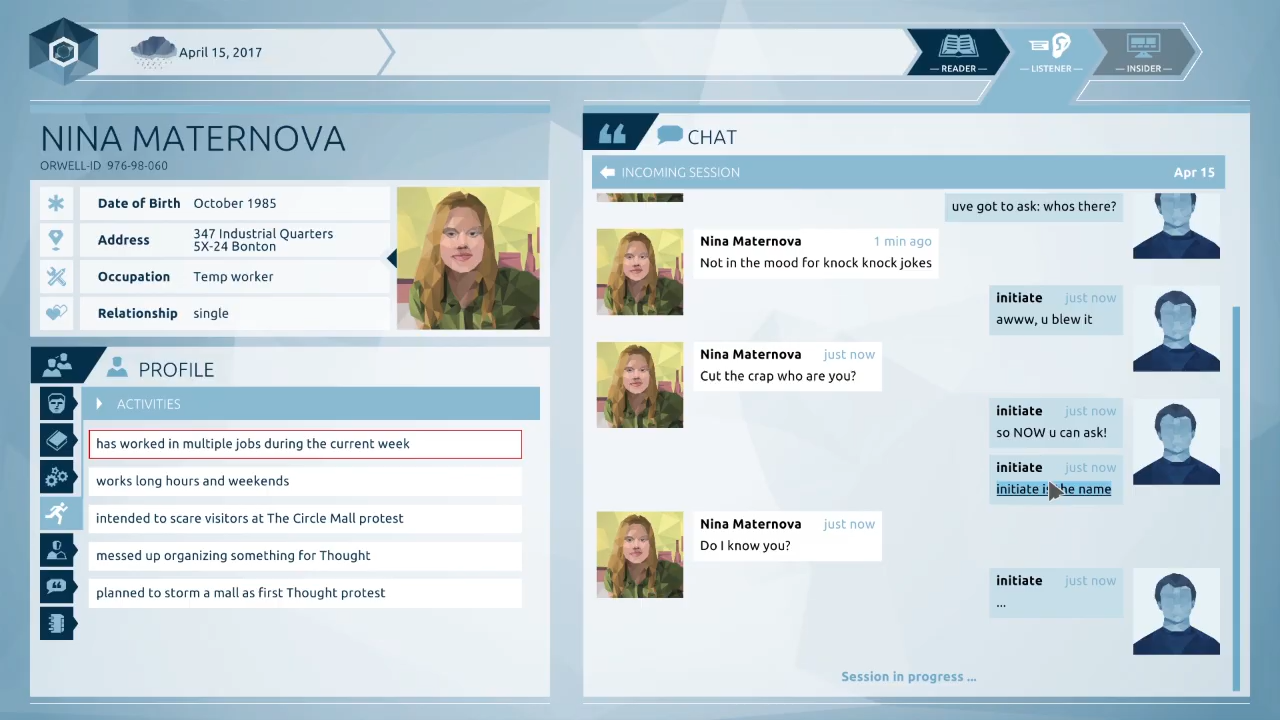 April 15, 2017
READER
LISTENER
INSIDER
NINA MATERNOVA
ORWELL-ID 976-98-060
Date of Birth October 1985
Address 347 Industrial Quarters
5X-24 Bonton
Occupation Temp worker
Relationship single
PROFILE
ACTIVITIES
has worked in multiple jobs during the current week
works long hours and weekends
intended to scare visitors at The Circle Mall protest
messed up organizing something for Thought
planned to storm a mall as first Thought protest
CHAT
INCOMING SESSION Apr 15
uve got to ask: whos there?
Nina Maternova 1 min ago
Not in the mood for knock knock jokes
initiate just now
awww, u blew it
Nina Maternova just now
Cut the crap who are you?
initiate just now
so NOW u can ask!
initiate just now
initiate is the name
Nina Maternova just now
Do I know you?
initiate just now
...
Session in progress ...